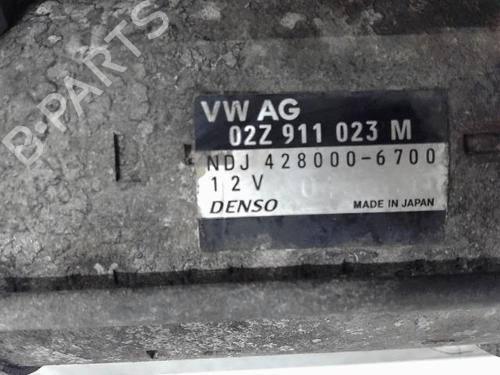 B-PARTS
VW AG
02Z 911 023 M
NDJ 428000-6700
12V
DENSO MADE IN JAPAN